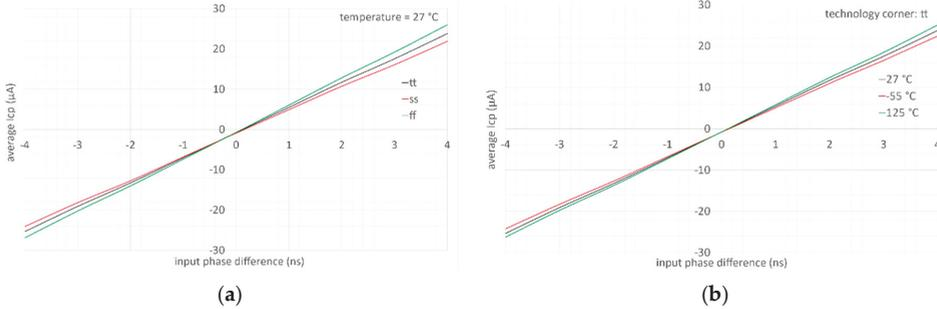 30
temperature = 27 °C
20
tt
10
ss
ff
average Icp (µA)
0
-4 -3 -2 -1 0 1 2 3 4
-10
-20
-30
input phase difference (ns)
(a)
30
technology corner: tt
20
27 °C
10
-55 °C
125 °C
average Icp (µA)
0
-4 -3 -2 -1 0 1 2 3 4
-10
-20
-30
input phase difference (ns)
(b)